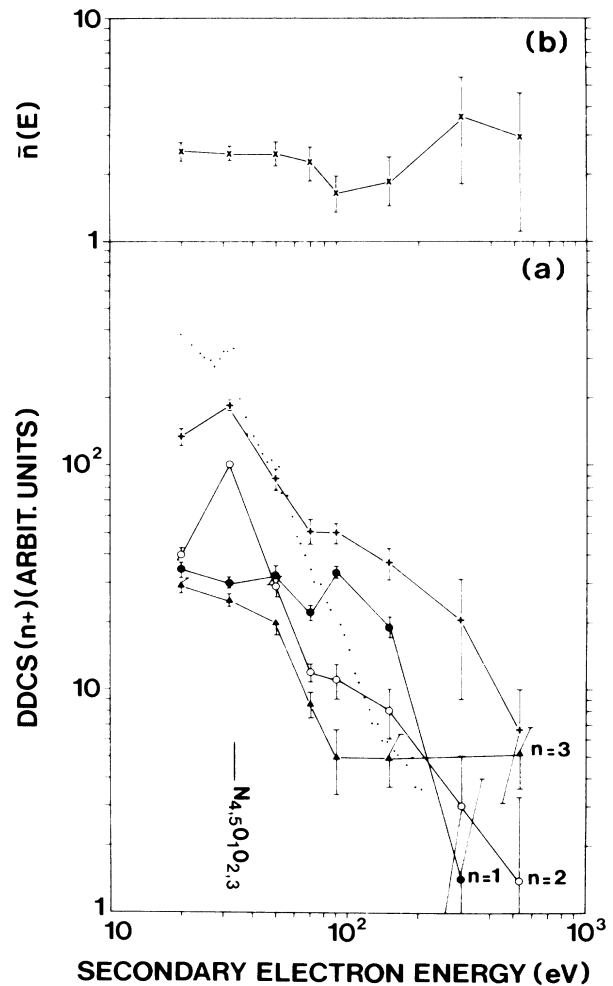 10
(b)
n̄(E)
1
(a)
10²
DDCS(n+)(ARBIT. UNITS)
10
n=3
N₄,₅O₁O₂,₃
n=1
n=2
1
10
10²
10³
SECONDARY ELECTRON ENERGY (eV)